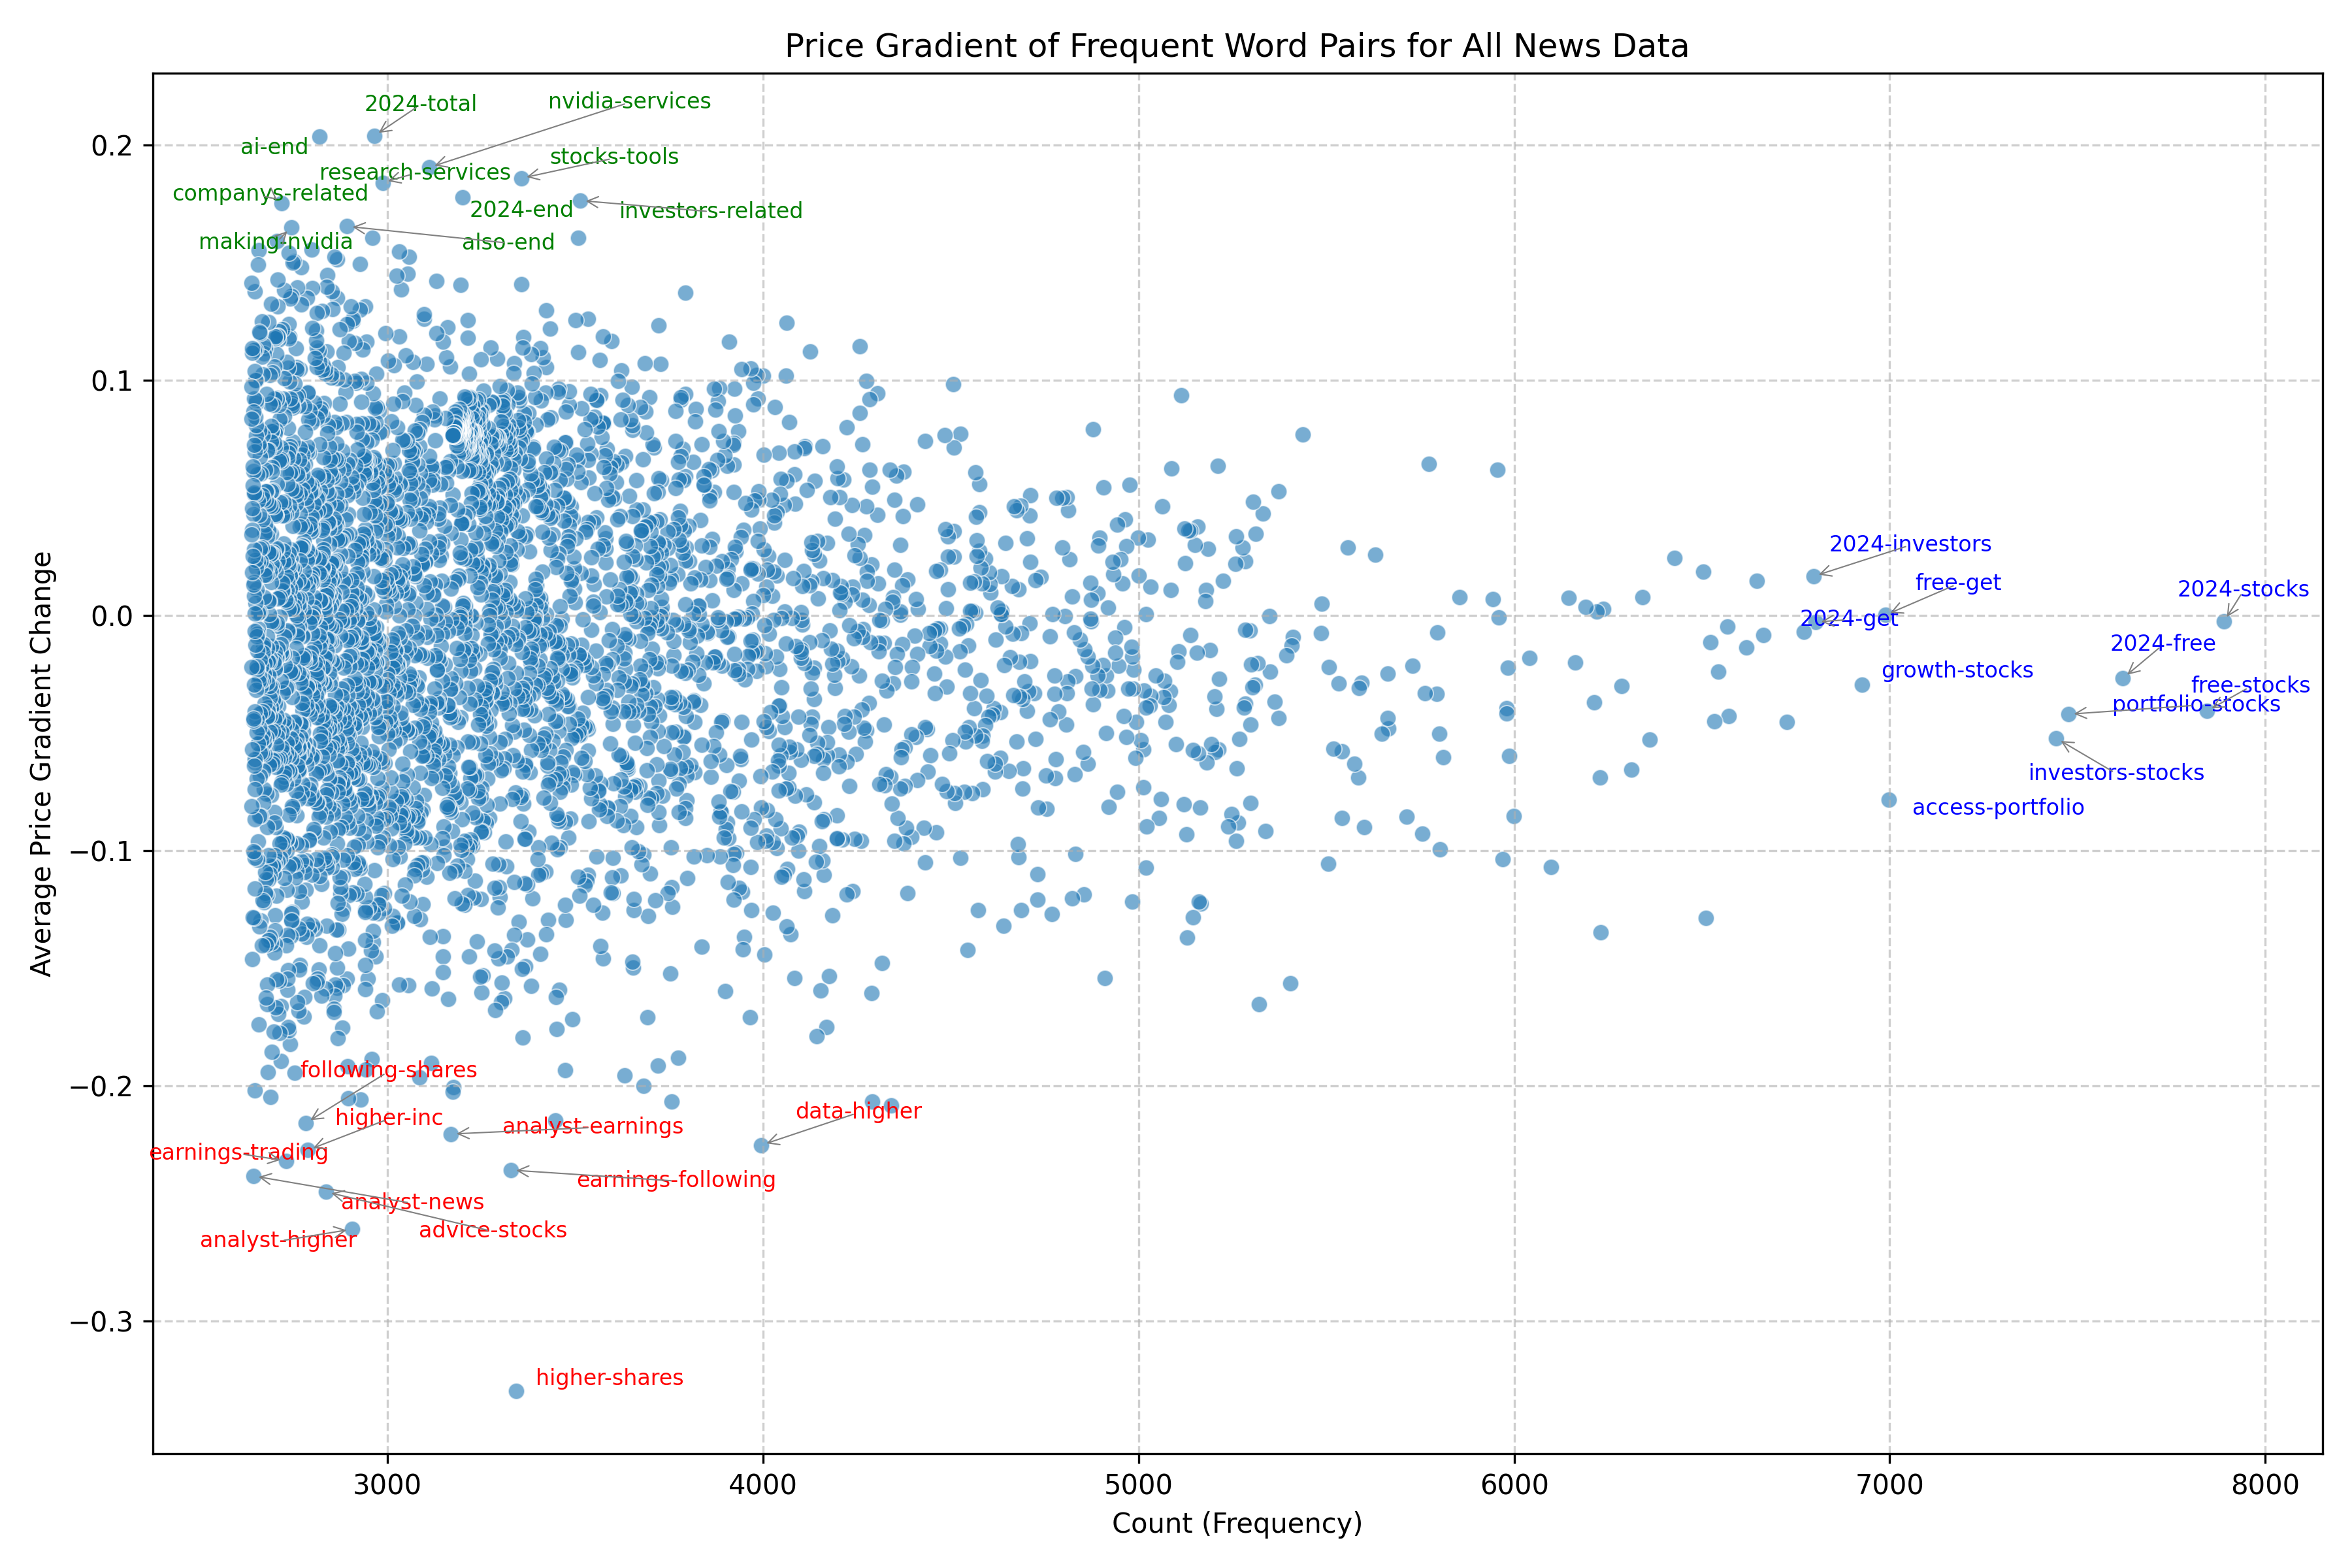 Price Gradient of Frequent Word Pairs for All News Data
Average Price Gradient Change
0.2
0.1
0.0
−0.1
−0.2
−0.3
2024-total
nvidia-services
ai-end
stocks-tools
research-services
companys-related
2024-end
investors-related
making-nvidia
also-end
2024-investors
free-get
2024-stocks
2024-get
2024-free
growth-stocks
free-stocks
portfolio-stocks
investors-stocks
access-portfolio
following-shares
higher-inc
data-higher
analyst-earnings
earnings-trading
earnings-following
analyst-news
advice-stocks
analyst-higher
higher-shares
3000
4000
5000
6000
7000
8000
Count (Frequency)